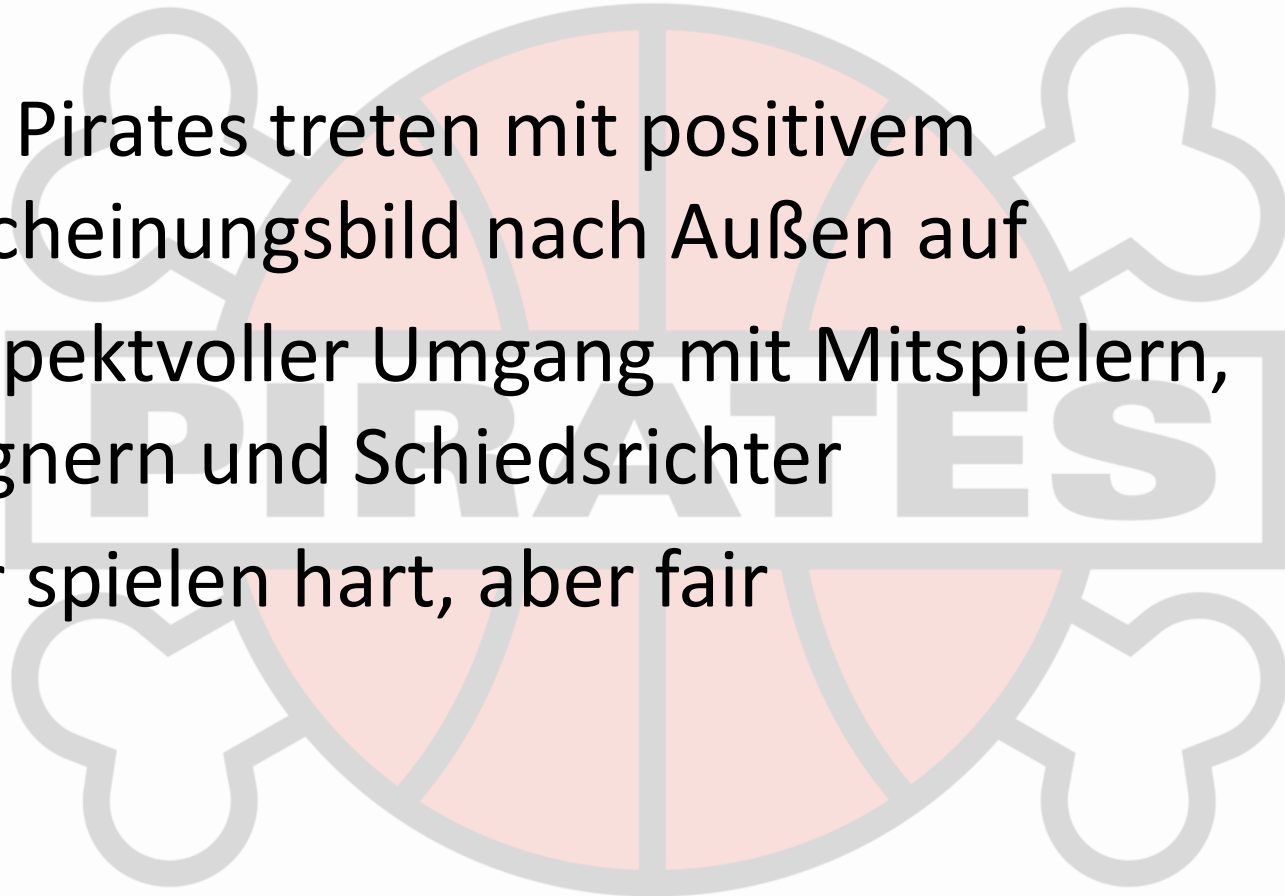 Pirates treten mit positivem
cheinungsbild nach Außen auf
pektvoller Umgang mit Mitspielern,
gnern und Schiedsrichter
r spielen hart, aber fair
PIRATES